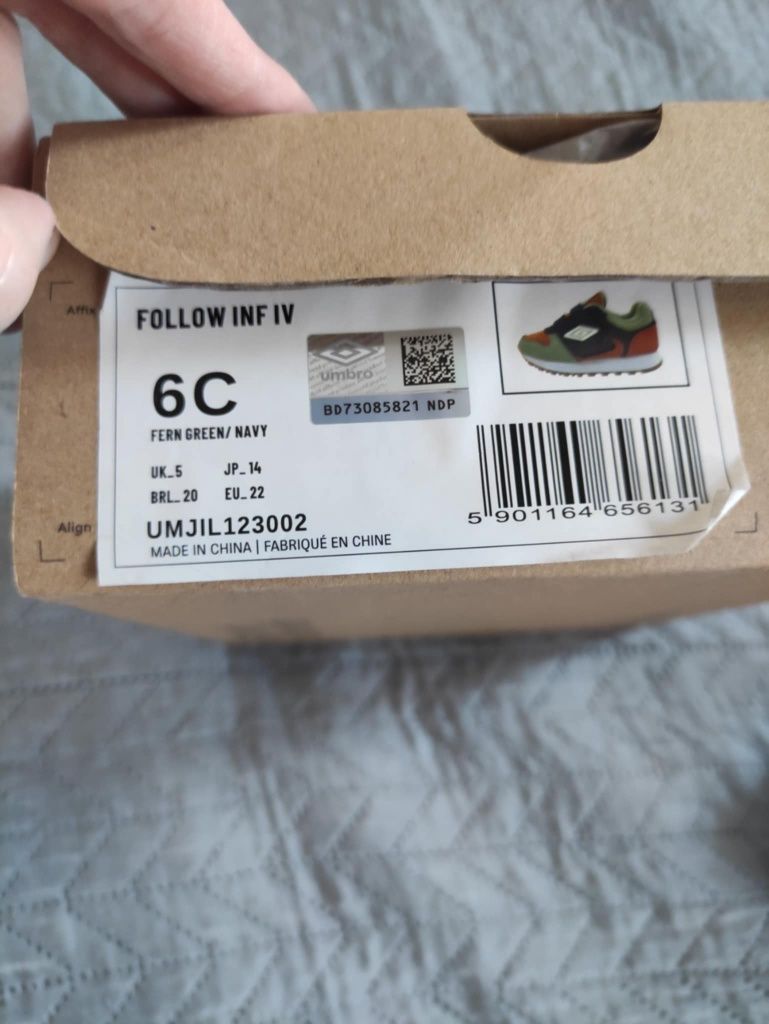 Affix
FOLLOW INF IV
umbro
BD73085821 NDP
6C
FERN GREEN/ NAVY
UK_5 JP_14
BRL_20 EU_22
UMJIL123002
MADE IN CHINA | FABRIQUÉ EN CHINE
5 901164 656131
Align